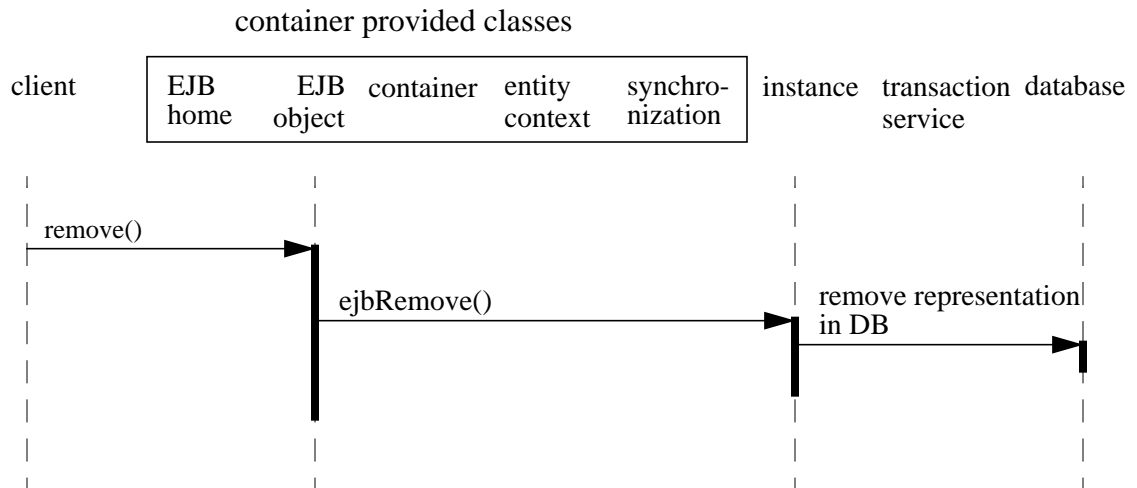 container provided classes
client EJB EJB container entity synchro- instance transaction database
home object context nization service
remove()
ejbRemove() remove representation
in DB